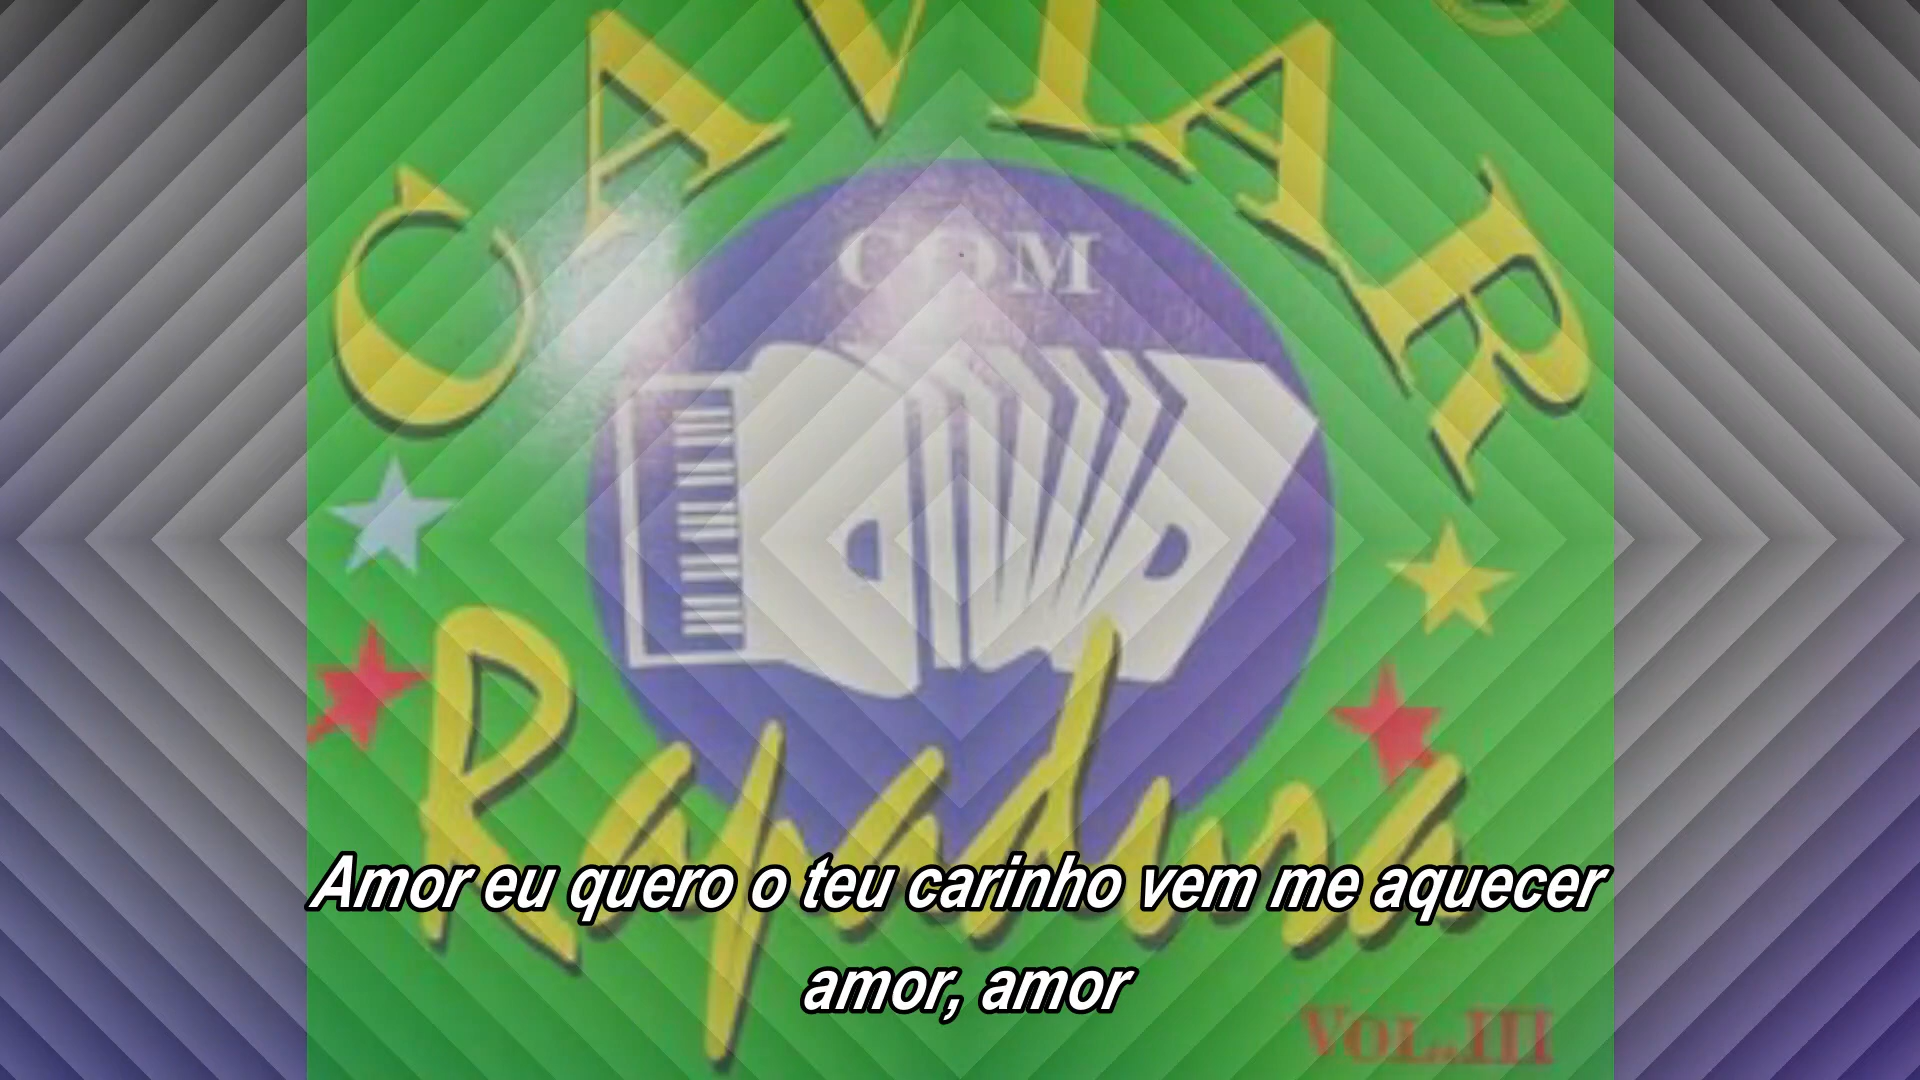 CAVIAR
COM
Rapadura
Amor eu quero o teu carinho vem me aquecer
amor, amor
VOL. III